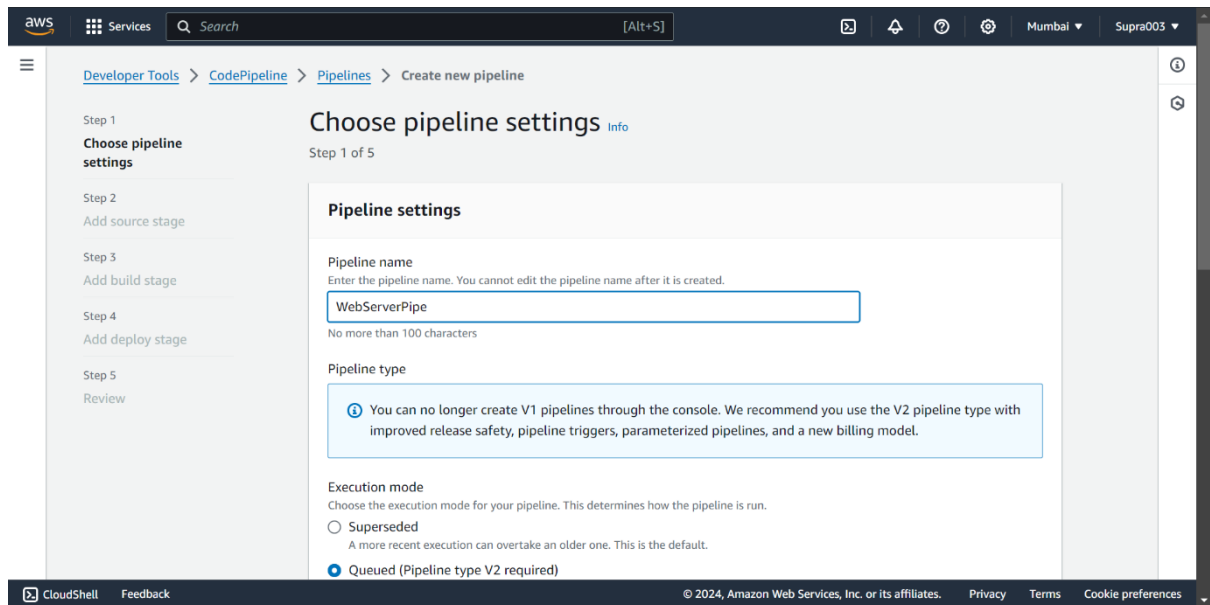 aws
Services
Search
[Alt+S]
Mumbai
Supra003
Developer Tools
CodePipeline
Pipelines
Create new pipeline
Step 1
Choose pipeline
settings
Step 2
Add source stage
Step 3
Add build stage
Step 4
Add deploy stage
Step 5
Review
Choose pipeline settings Info
Step 1 of 5
Pipeline settings
Pipeline name
Enter the pipeline name. You cannot edit the pipeline name after it is created.
WebServerPipe
No more than 100 characters
Pipeline type
You can no longer create V1 pipelines through the console. We recommend you use the V2 pipeline type with
improved release safety, pipeline triggers, parameterized pipelines, and a new billing model.
Execution mode
Choose the execution mode for your pipeline. This determines how the pipeline is run.
Superseded
A more recent execution can overtake an older one. This is the default.
Queued (Pipeline type V2 required)
CloudShell
Feedback
© 2024, Amazon Web Services, Inc. or its affiliates.
Privacy
Terms
Cookie preferences